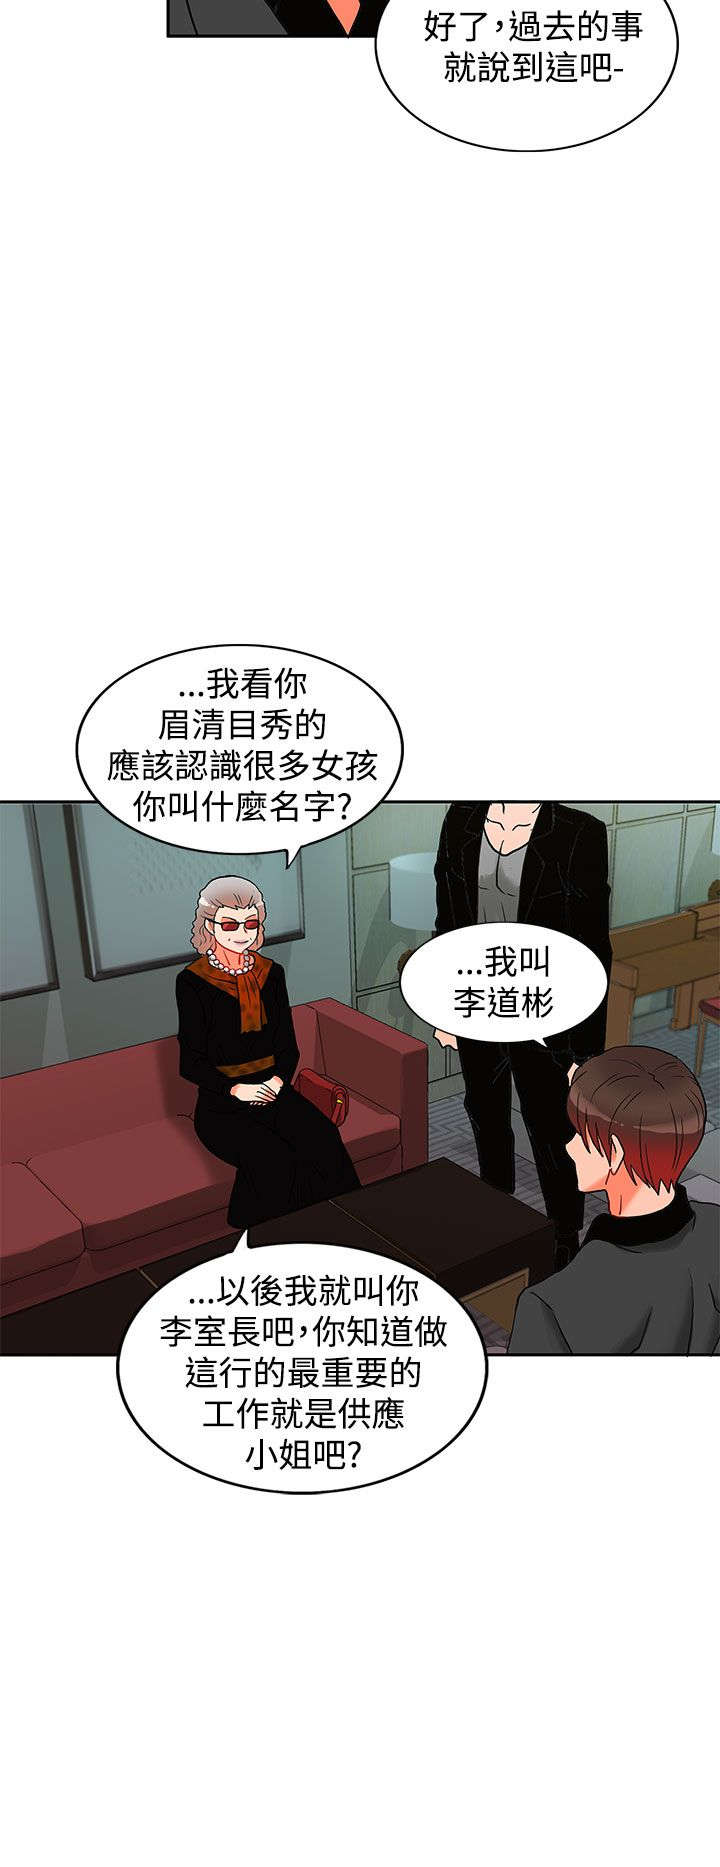 好了，過去的事
就說到這吧-
...我看你
眉清目秀的
應該認識很多女孩
你叫什麼名字?
...我叫
李道彬
...以後我就叫你
李室長吧，你知道做
這行的最重要的
工作就是供應
小姐吧?